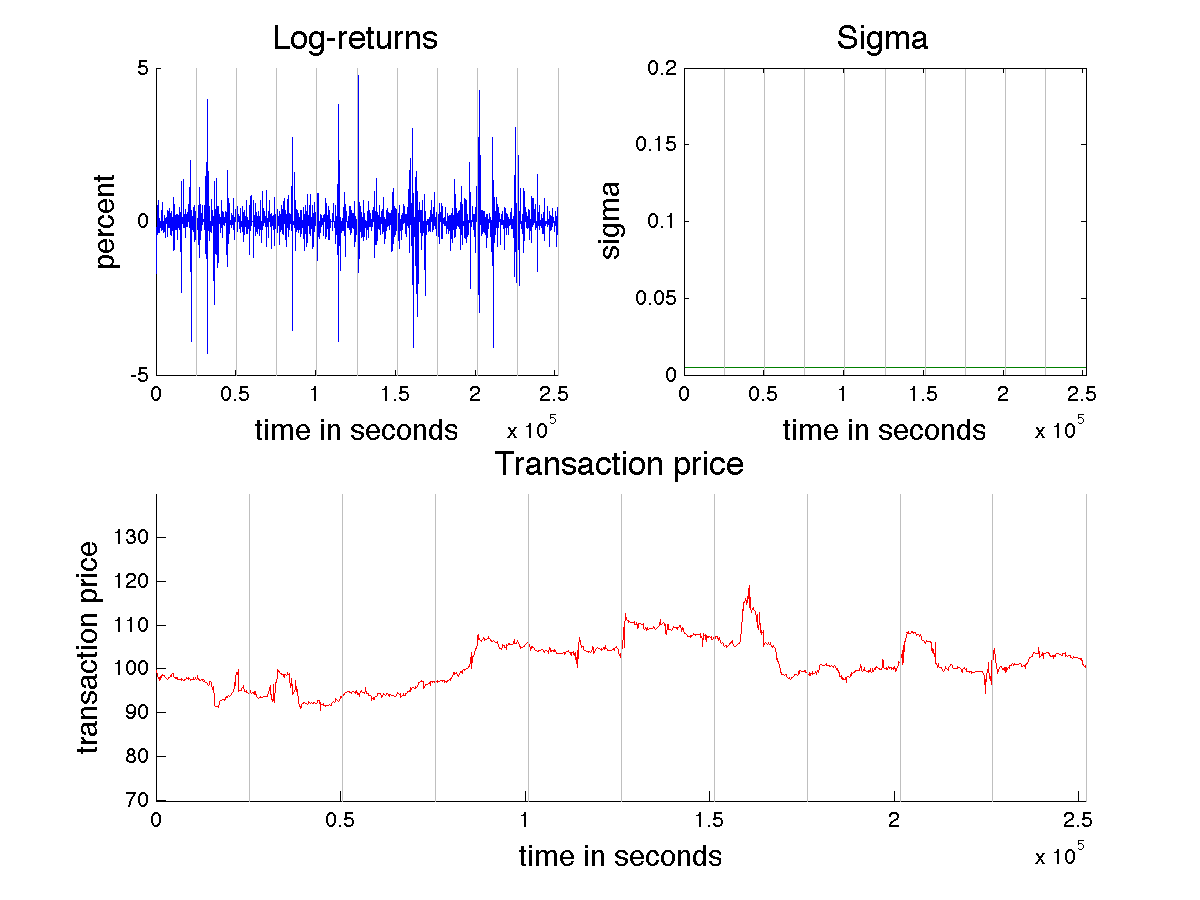 Log-returns
5
0
-5
percent
0 0.5 1 1.5 2 2.5
x 10^5
time in seconds
Sigma
0.2
0.15
0.1
0.05
0
sigma
0 0.5 1 1.5 2 2.5
x 10^5
time in seconds
Transaction price
130
120
110
100
90
80
70
transaction price
0 0.5 1 1.5 2 2.5
x 10^5
time in seconds